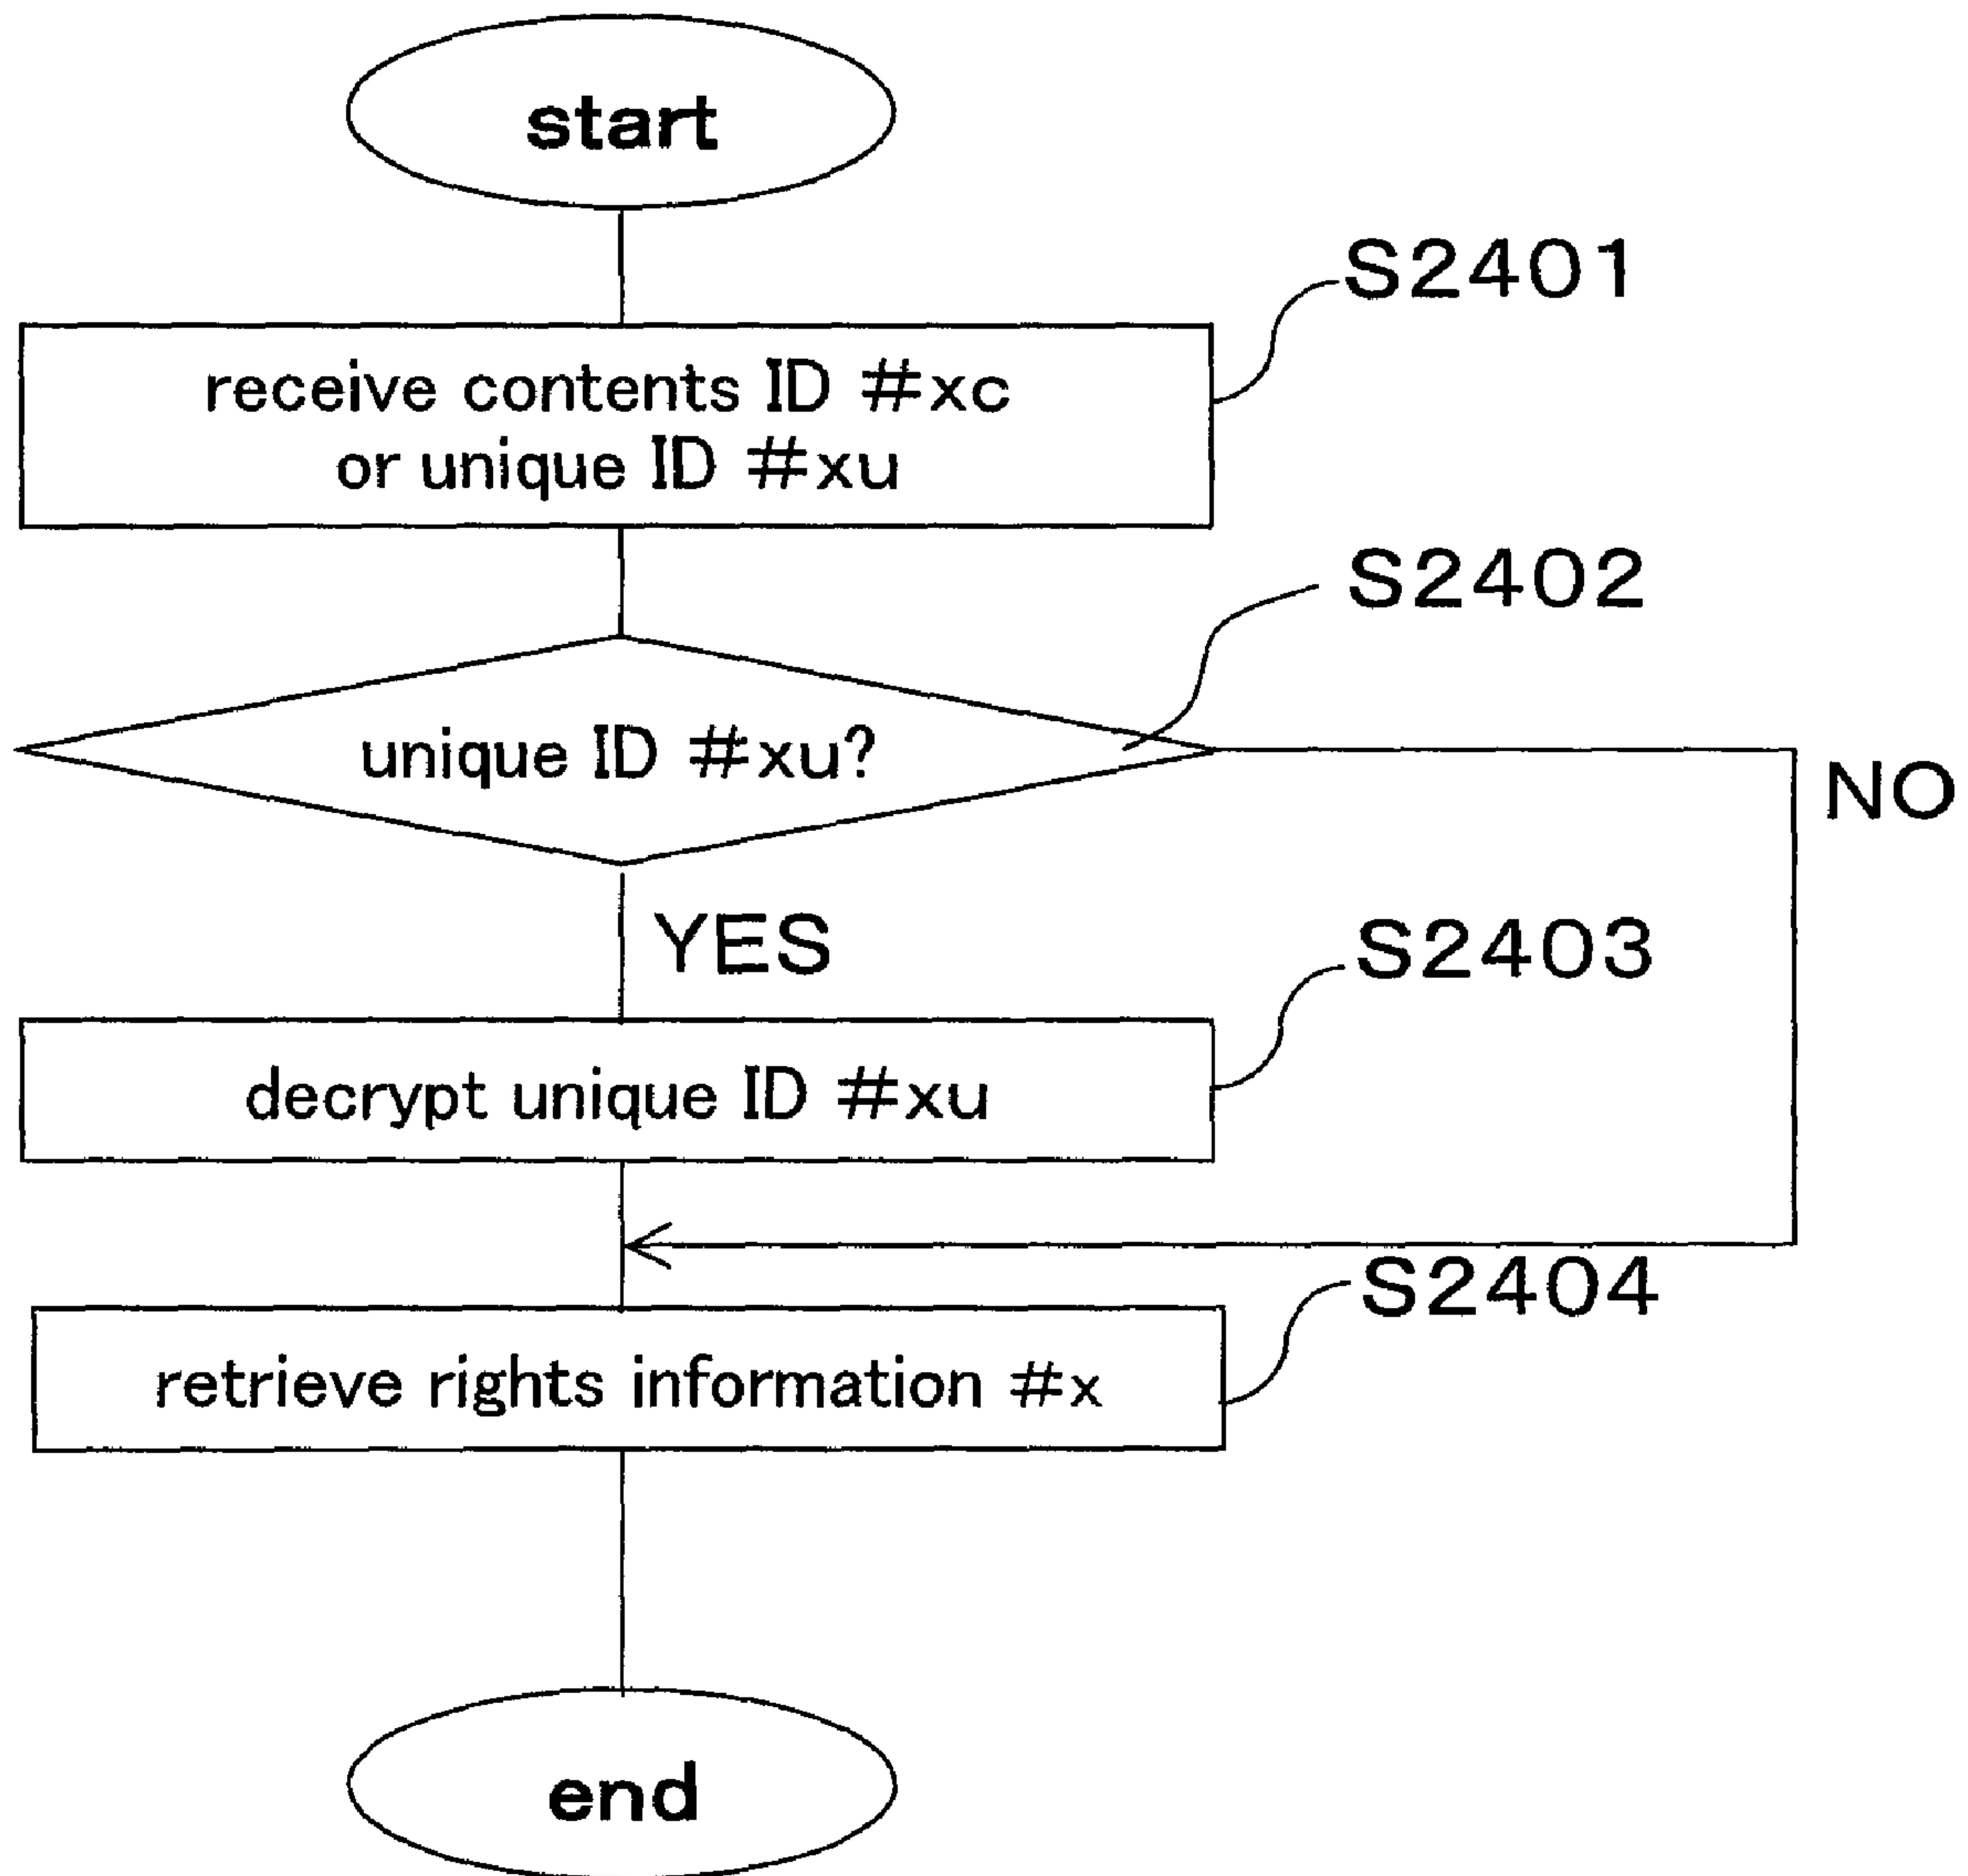 start
S2401
receive contents ID #xc
or unique ID #xu
S2402
unique ID #xu?
NO
YES
S2403
decrypt unique ID #xu
S2404
retrieve rights information #x
end